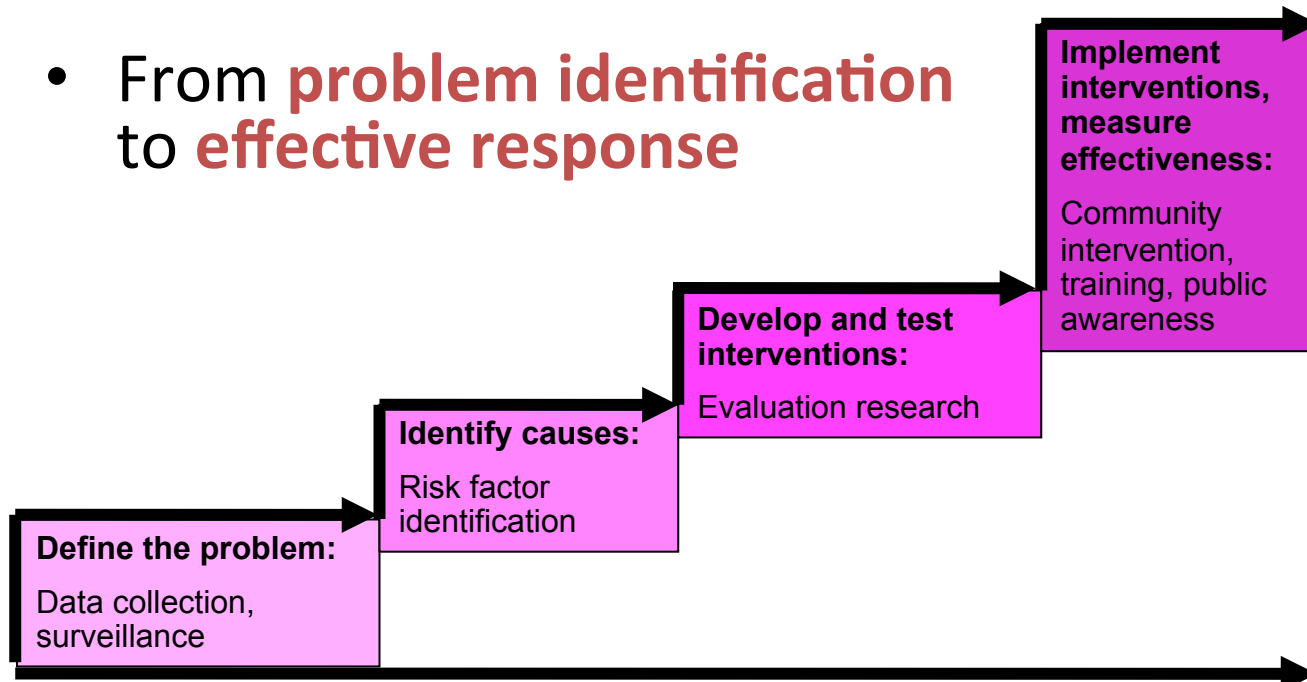 • From problem identification
to effective response
Implement
interventions,
measure
effectiveness:
Community
intervention,
training, public
awareness
Develop and test
interventions:
Evaluation research
Identify causes:
Risk factor
identification
Define the problem:
Data collection,
surveillance